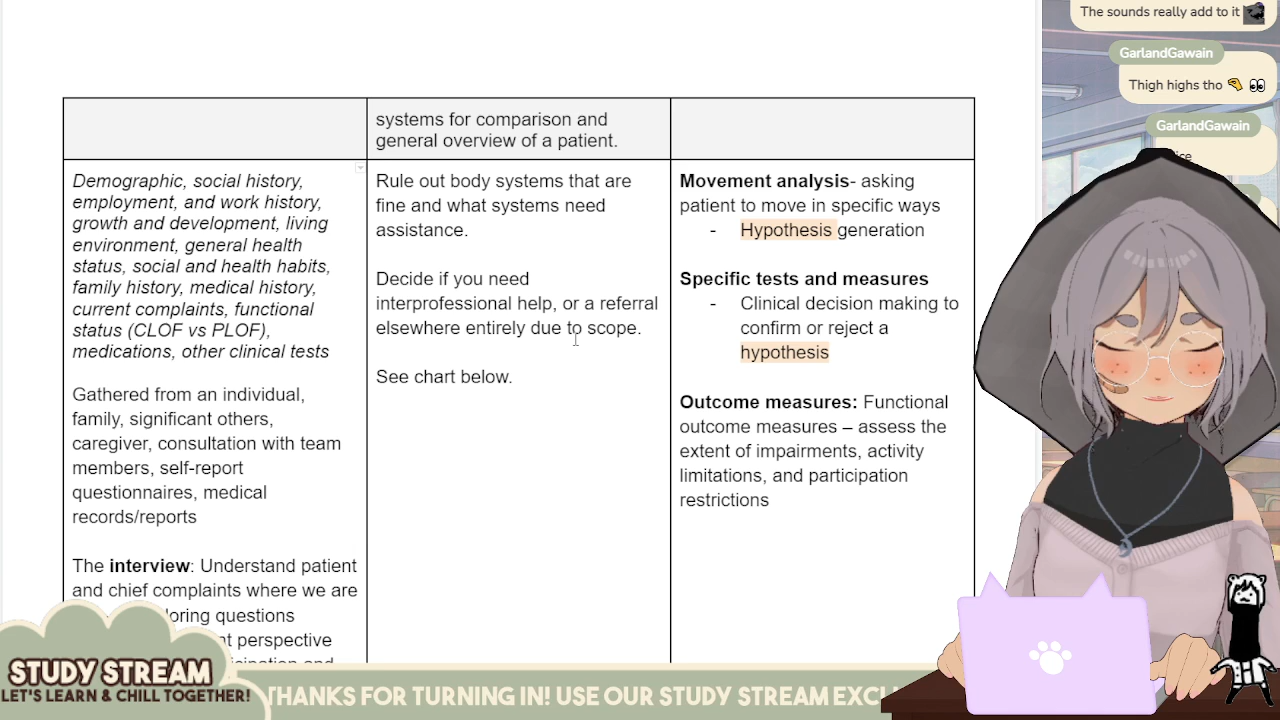 systems for comparison and
general overview of a patient.
Demographic, social history,
employment, and work history,
growth and development, living
environment, general health
status, social and health habits,
family history, medical history,
current complaints, functional
status (CLOF vs PLOF),
medications, other clinical tests
Gathered from an individual,
family, significant others,
caregiver, consultation with team
members, self-report
questionnaires, medical
records/reports
The interview: Understand patient
and chief complaints where we are
oring questions
t perspective
Rule out body systems that are
fine and what systems need
assistance.
Decide if you need
interprofessional help, or a referral
elsewhere entirely due to scope.
See chart below.
Movement analysis- asking
patient to move in specific ways
- Hypothesis generation
Specific tests and measures
- Clinical decision making to
confirm or reject a
hypothesis
Outcome measures: Functional
outcome measures – assess the
extent of impairments, activity
limitations, and participation
restrictions
The sounds really add to it
GarlandGawain
Thigh highs tho
GarlandGawain
STUDY STREAM
LET'S LEARN & CHILL TOGETHER!
THANKS FOR TURNING IN! USE OUR STUDY STREAM EXCL